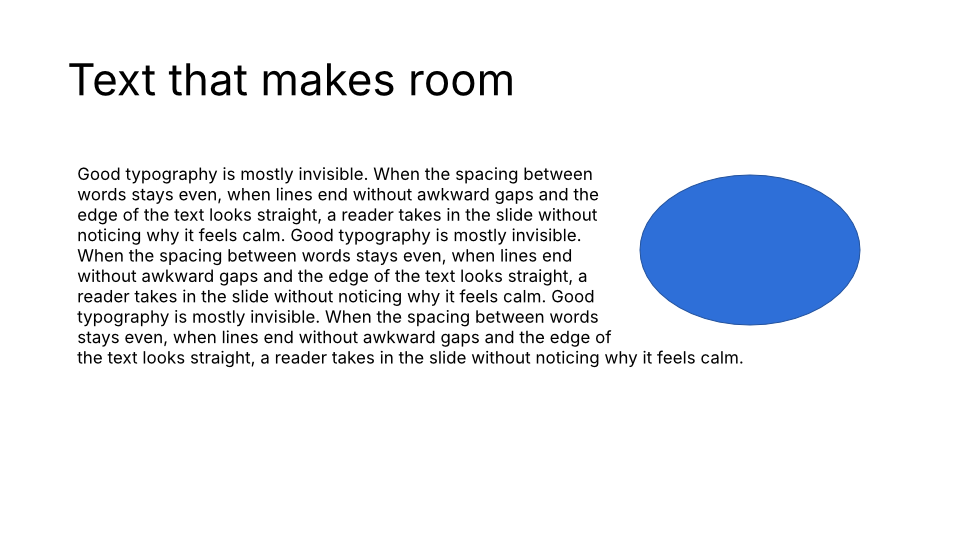 Text that makes room
Good typography is mostly invisible. When the spacing between
words stays even, when lines end without awkward gaps and the
edge of the text looks straight, a reader takes in the slide without
noticing why it feels calm. Good typography is mostly invisible.
When the spacing between words stays even, when lines end
without awkward gaps and the edge of the text looks straight, a
reader takes in the slide without noticing why it feels calm. Good
typography is mostly invisible. When the spacing between words
stays even, when lines end without awkward gaps and the edge of
the text looks straight, a reader takes in the slide without noticing why it feels calm.